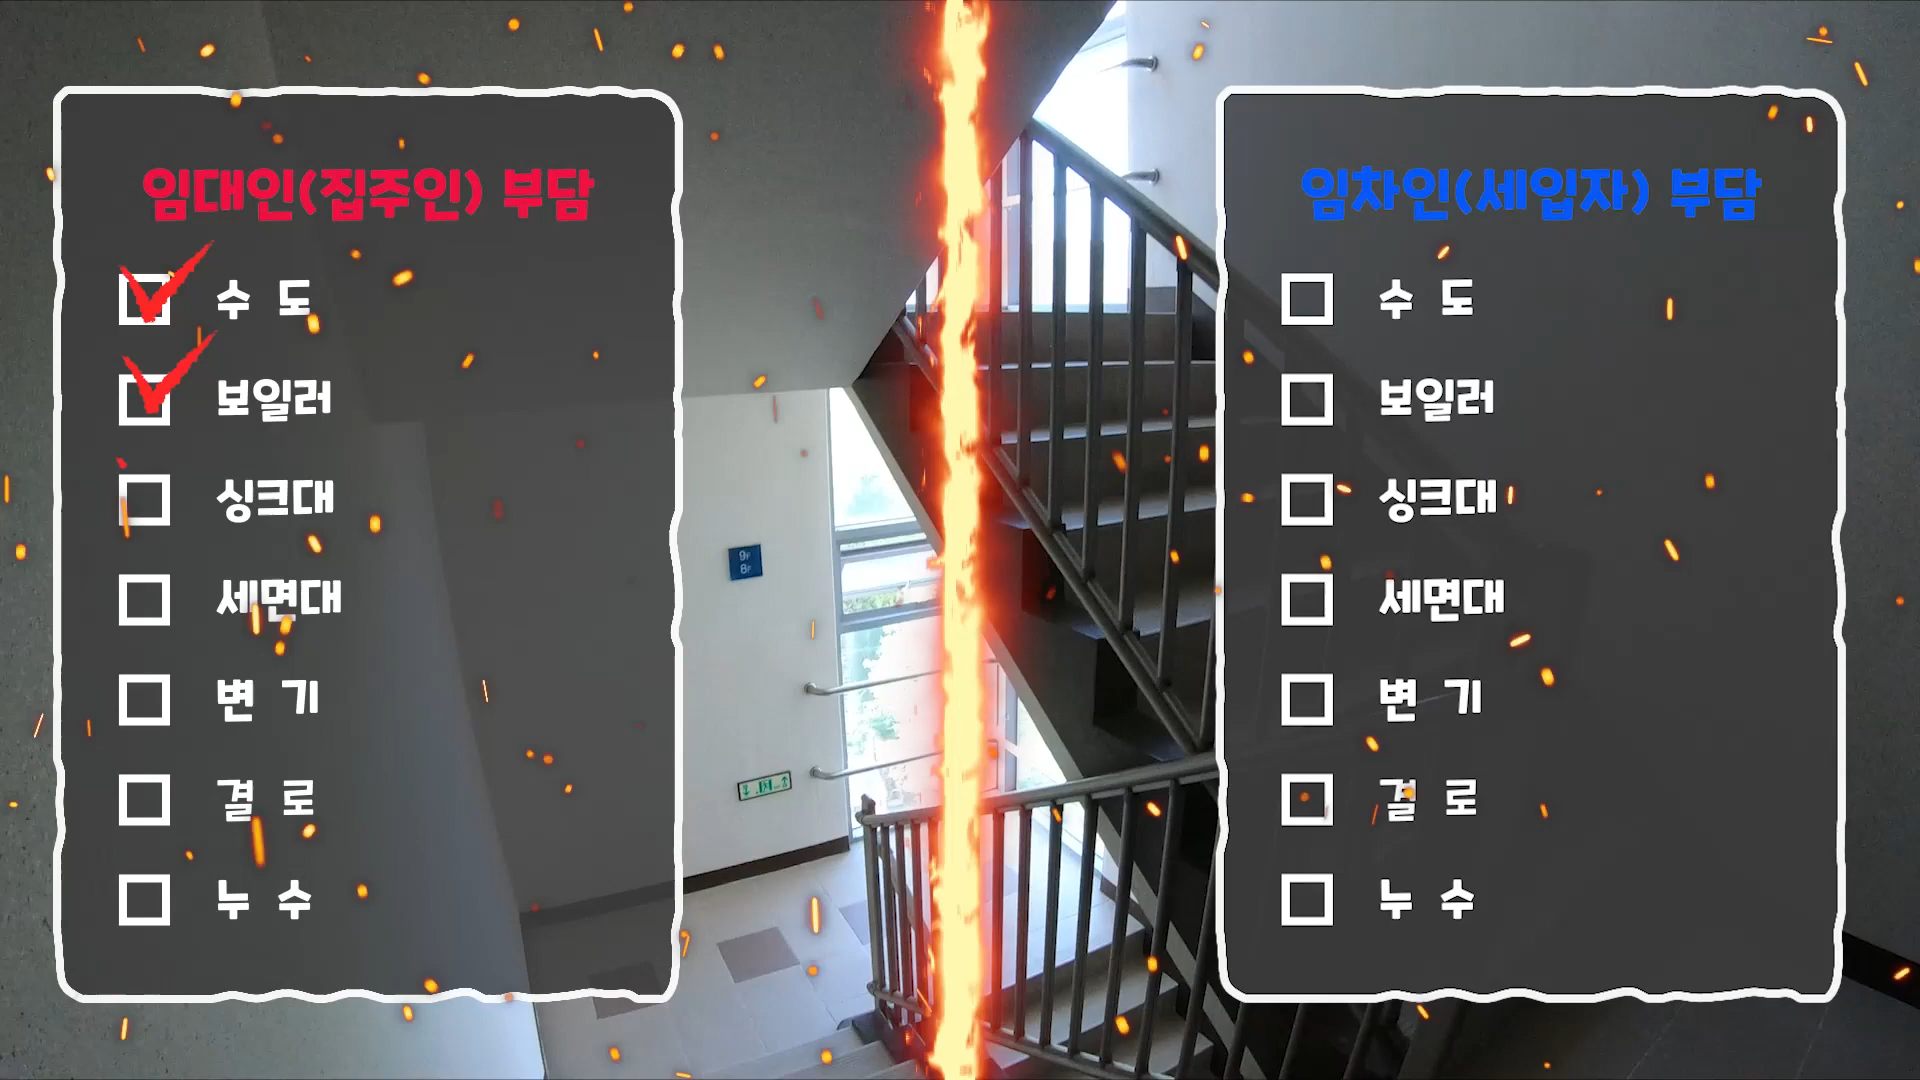 임대인(집주인) 부담
수 도
보일러
싱크대
세면대
변 기
결 로
누 수
9F
8F
임차인(세입자) 부담
수 도
보일러
싱크대
세면대
변 기
결 로
누 수